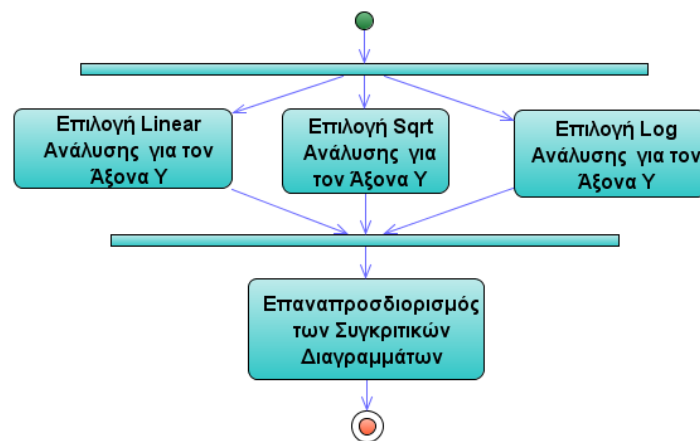 Επιλογή Linear
Ανάλυσης για τον
Άξονα Υ
Επιλογή Sqrt
Ανάλυσης για
τον Άξονα Υ
Επιλογή Log
Ανάλυσης για τον
Άξονα Υ
Επαναπροσδιορισμός
των Συγκριτικών
Διαγραμμάτων